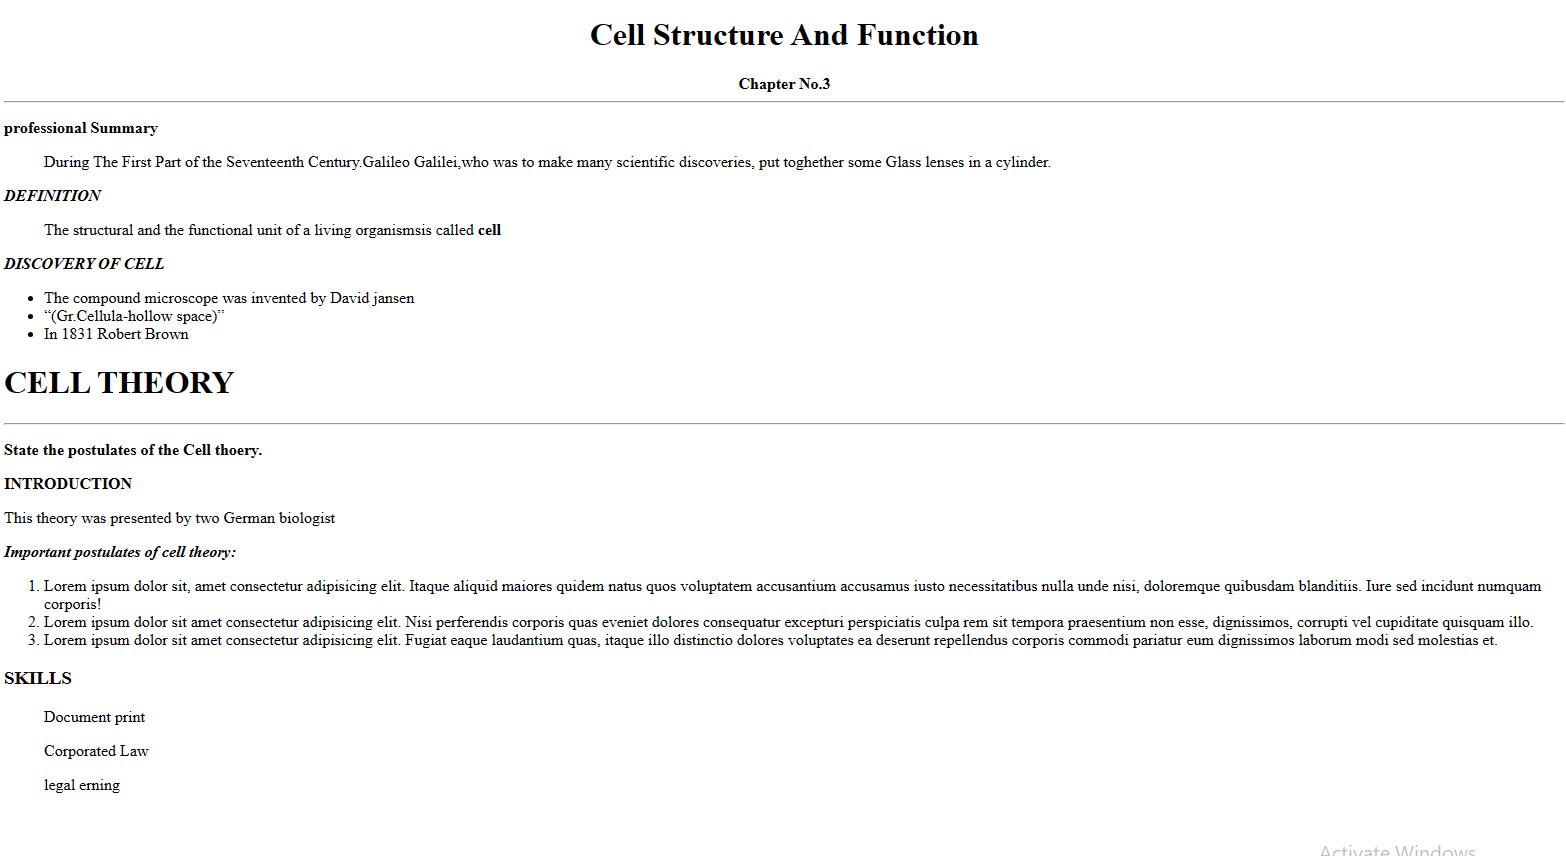 Cell Structure And Function
Chapter No.3
professional Summary
During The First Part of the Seventeenth Century.Galileo Galilei,who was to make many scientific discoveries, put toghether some Glass lenses in a cylinder.
DEFINITION
The structural and the functional unit of a living organismsis called cell
DISCOVERY OF CELL
• The compound microscope was invented by David jansen
• “(Gr.Cellula-hollow space)”
• In 1831 Robert Brown
CELL THEORY
State the postulates of the Cell thoery.
INTRODUCTION
This theory was presented by two German biologist
Important postulates of cell theory:
1. Lorem ipsum dolor sit, amet consectetur adipisicing elit. Itaque aliquid maiores quidem natus quos voluptatem accusantium accusamus iusto necessitatibus nulla unde nisi, doloremque quibusdam blanditiis. Iure sed incidunt numquam
corporis!
2. Lorem ipsum dolor sit amet consectetur adipisicing elit. Nisi perferendis corporis quas eveniet dolores consequatur excepturi perspiciatis culpa rem sit tempora praesentium non esse, dignissimos, corrupti vel cupiditate quisquam illo.
3. Lorem ipsum dolor sit amet consectetur adipisicing elit. Fugiat eaque laudantium quas, itaque illo distinctio dolores voluptates ea deserunt repellendus corporis commodi pariatur eum dignissimos laborum modi sed molestias et.
SKILLS
Document print
Corporated Law
legal erning
Activate Windows